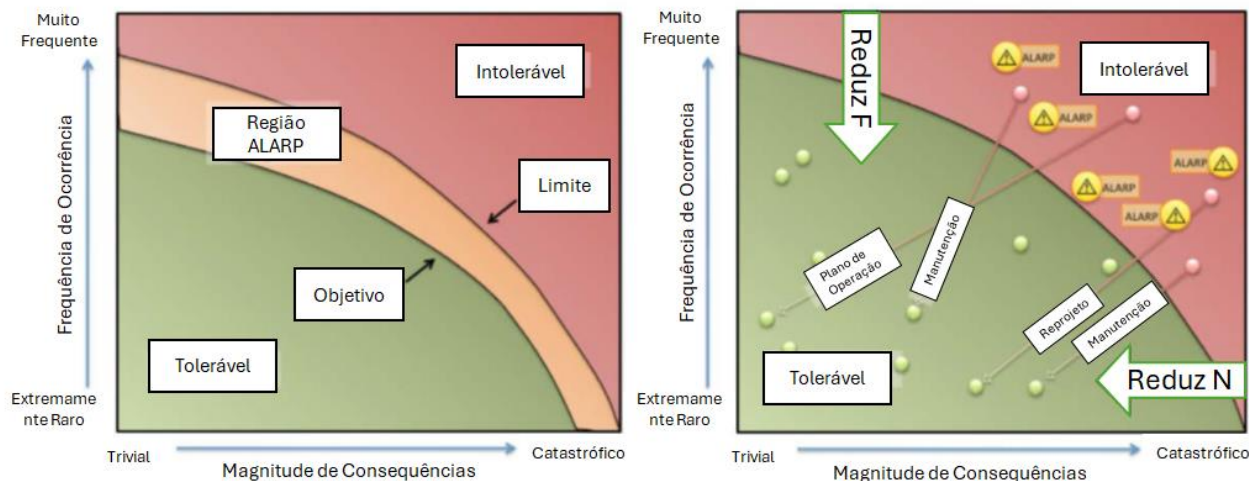 Muito
Frequente
Frequência de Ocorrência
Extremame
nte Raro
Intolerável
Região
ALARP
Limite
Objetivo
Tolerável
Trivial
Magnitude de Consequências
Catastrófico
Muito
Frequente
Frequência de Ocorrência
Extremame
nte Raro
Reduz F
ALARP
Intolerável
ALARP
ALARP
ALARP
ALARP
Plano de
Operação
Manutenção
Reprojeto
Manutenção
Tolerável
Reduz N
Trivial
Magnitude de Consequências
Catastrófico